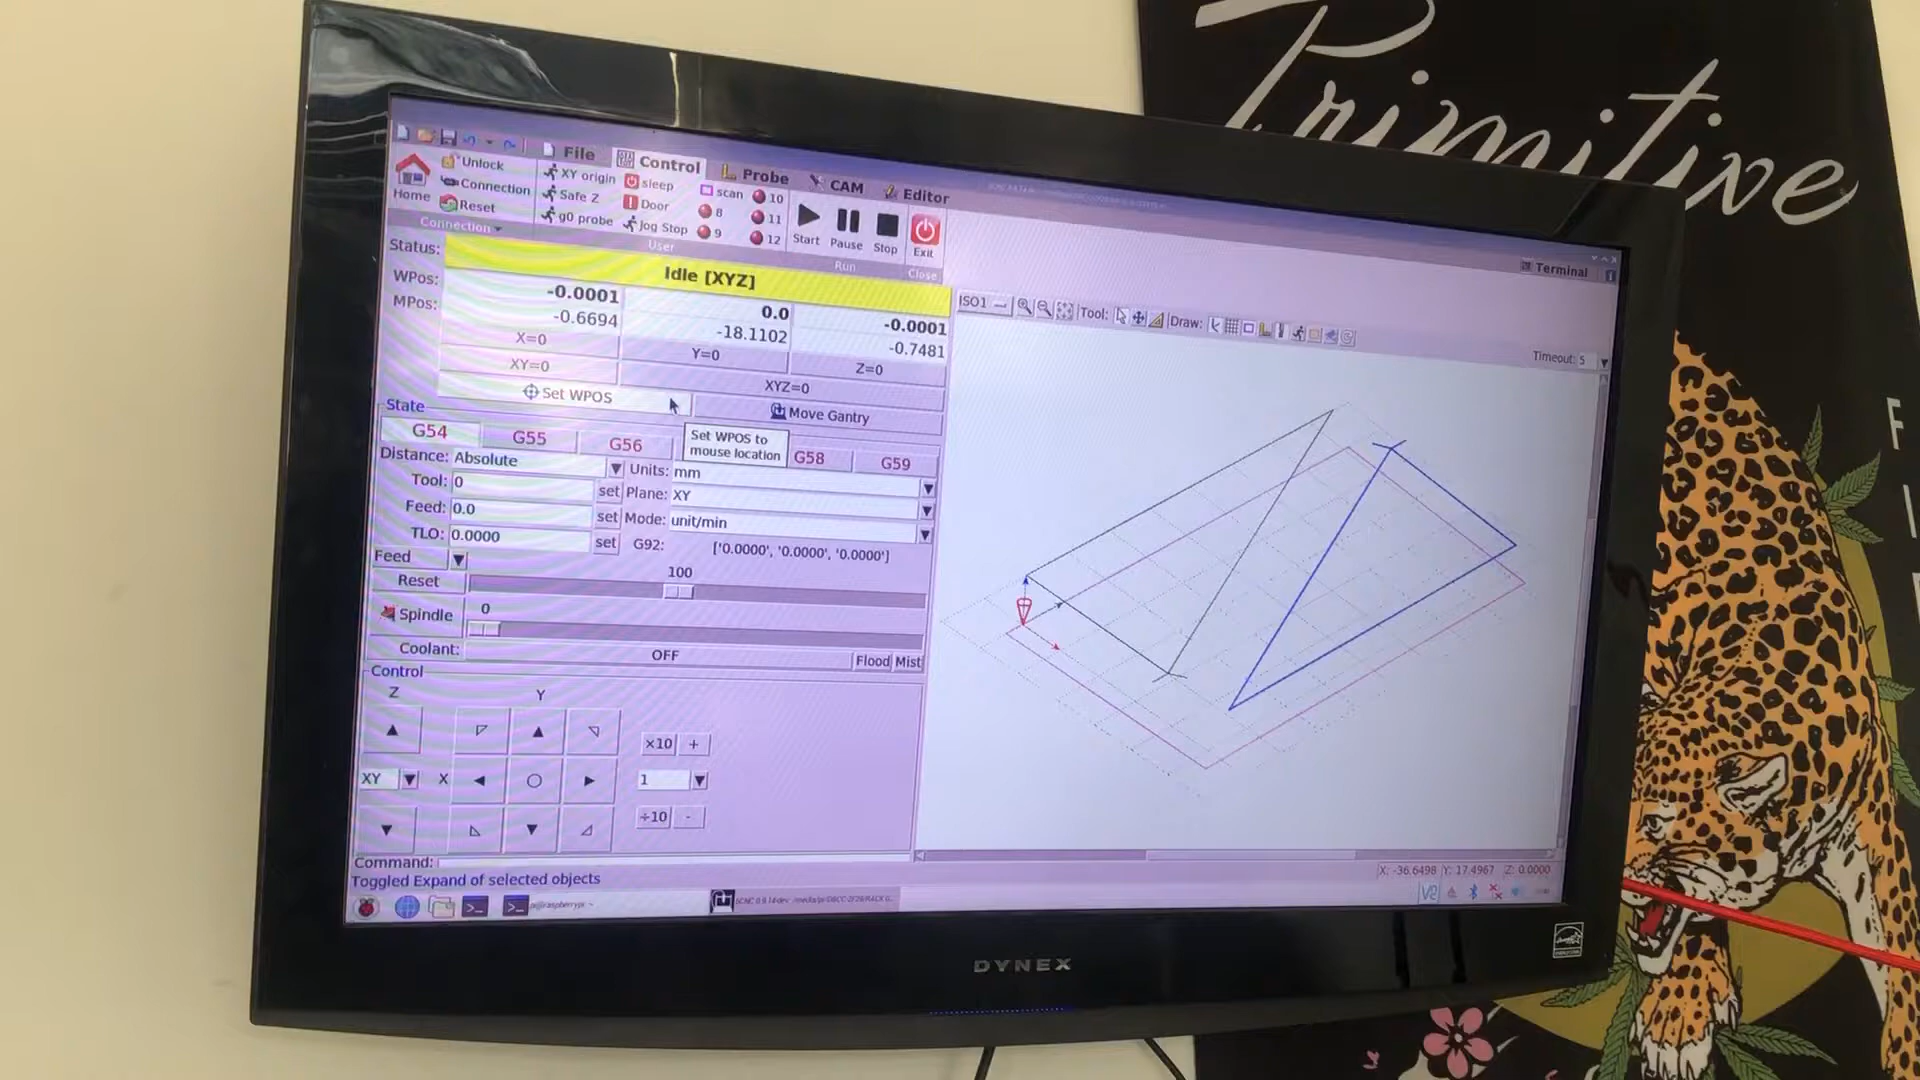 Primitive
File
Control
Probe
CAM
Editor
Home
Unlock
Connection
Reset
Connection
XY origin
Safe Z
g0 probe
sleep
Door
Jog Stop
scan
8
9
10
11
12
User
Start
Pause
Stop
Run
Exit
Close
Terminal
Status:
Idle [XYZ]
WPos:
-0.0001
0.0
-0.0001
MPos:
-0.6694
-18.1102
-0.7481
X=0
Y=0
Z=0
XY=0
XYZ=0
Set WPOS
Move Gantry
Set WPOS to
mouse location
State
G54
G55
G56
G58
G59
Distance: Absolute
Units: mm
Tool: 0
set
Plane: XY
Feed: 0.0
set
Mode: unit/min
TLO: 0.0000
set
G92:
['0.0000', '0.0000', '0.0000']
Feed
100
Reset
Spindle
0
Coolant:
OFF
Flood
Mist
Control
Z
Y
×10
+
XY
X
1
÷10
-
Command:
Toggled Expand of selected objects
ISO1
Tool:
Draw:
Timeout: 5
X: -36.6498 Y: 17.4967 Z: 0.0000
DYNEX
F
I